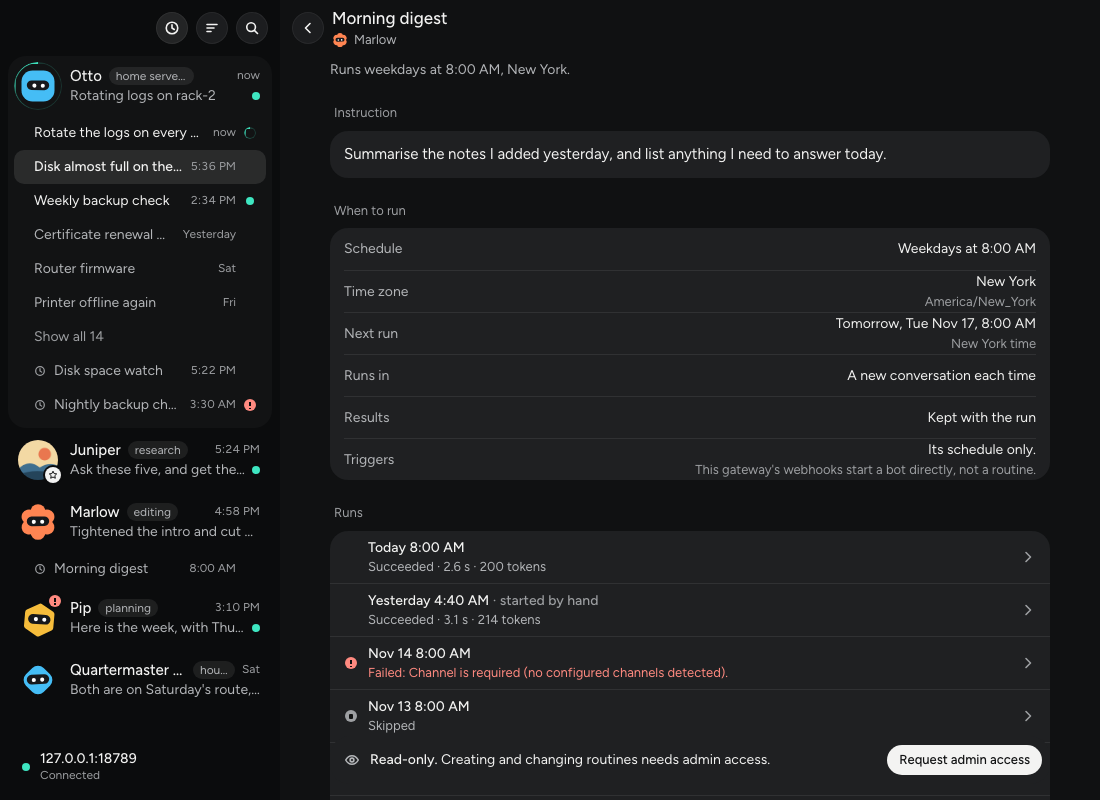 Otto home serve... now
Rotating logs on rack-2
Rotate the logs on every ... now
Disk almost full on the... 5:36 PM
Weekly backup check 2:34 PM
Certificate renewal ... Yesterday
Router firmware Sat
Printer offline again Fri
Show all 14
Disk space watch 5:22 PM
Nightly backup ch... 3:30 AM
Juniper research 5:24 PM
Ask these five, and get the...
Marlow editing 4:58 PM
Tightened the intro and cut ...
Morning digest 8:00 AM
Pip planning 3:10 PM
Here is the week, with Thu...
Quartermaster ... hou... Sat
Both are on Saturday's route,...
127.0.0.1:18789
Connected
Morning digest
Marlow
Runs weekdays at 8:00 AM, New York.
Instruction
Summarise the notes I added yesterday, and list anything I need to answer today.
When to run
Schedule Weekdays at 8:00 AM
Time zone New York
America/New_York
Next run Tomorrow, Tue Nov 17, 8:00 AM
New York time
Runs in A new conversation each time
Results Kept with the run
Triggers Its schedule only.
This gateway's webhooks start a bot directly, not a routine.
Runs
Today 8:00 AM
Succeeded · 2.6 s · 200 tokens
Yesterday 4:40 AM · started by hand
Succeeded · 3.1 s · 214 tokens
Nov 14 8:00 AM
Failed: Channel is required (no configured channels detected).
Nov 13 8:00 AM
Skipped
Read-only. Creating and changing routines needs admin access. Request admin access